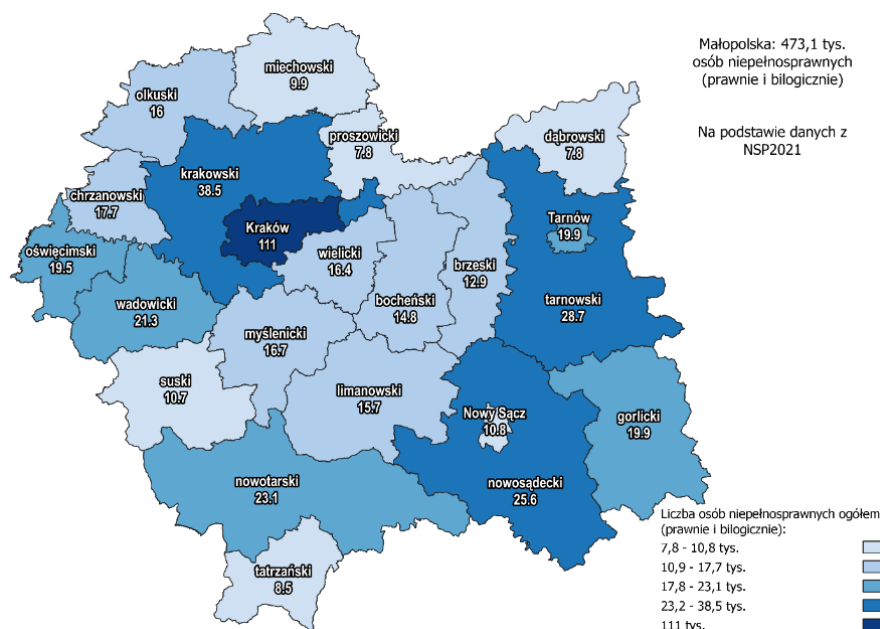 Małopolska: 473,1 tys.
osób niepełnosprawnych
(prawnie i bilogicznie)
Na podstawie danych z
NSP2021
miechowski
9.9
olkuski
16
proszowicki
7.8
dąbrowski
7.8
krakowski
38.5
chrzanowski
17.7
Kraków
111
Tarnów
19.9
oświęcimski
19.5
wielicki
16.4
brzeski
12.9
bocheński
14.8
tarnowski
28.7
wadowicki
21.3
myślenicki
16.7
suski
10.7
limanowski
15.7
Nowy Sącz
10.8
gorlicki
19.9
nowotarski
23.1
nowosądecki
25.6
tatrzański
8.5
Liczba osób niepełnosprawnych ogółem
(prawnie i bilogicznie):
7,8 - 10,8 tys.
10,9 - 17,7 tys.
17,8 - 23,1 tys.
23,2 - 38,5 tys.
111 tys.